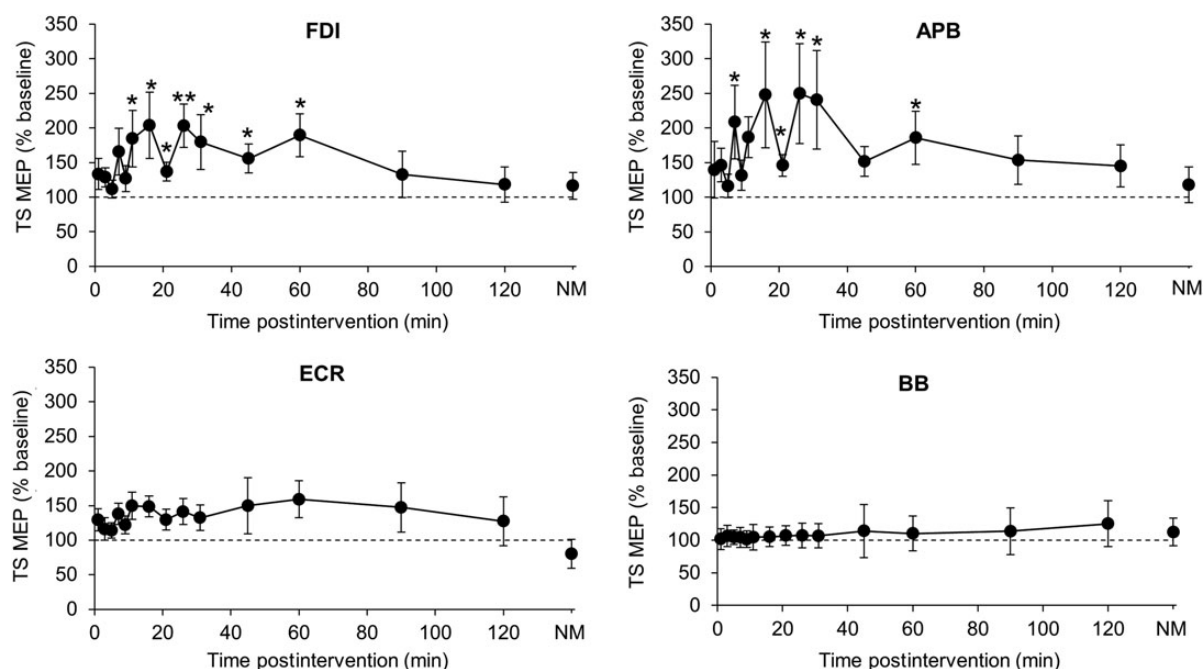 FDI
TS MEP (% baseline)
350
300
250
200
150
100
50
0
* * * ** * * *
0 20 40 60 80 100 120 NM
Time postintervention (min)
APB
TS MEP (% baseline)
350
300
250
200
150
100
50
0
* * * * * *
0 20 40 60 80 100 120 NM
Time postintervention (min)
ECR
TS MEP (% baseline)
350
300
250
200
150
100
50
0
0 20 40 60 80 100 120 NM
Time postintervention (min)
BB
TS MEP (% baseline)
350
300
250
200
150
100
50
0
0 20 40 60 80 100 120 NM
Time postintervention (min)